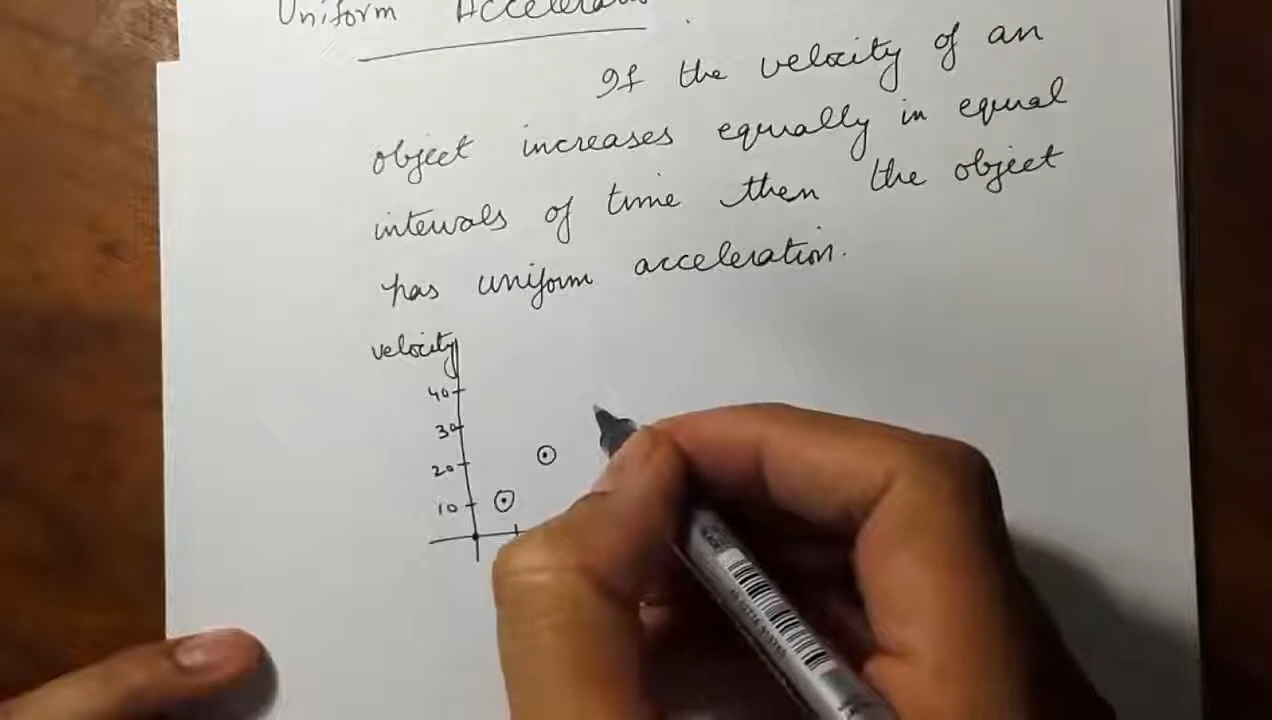 Uniform Acceleration
If the velocity of an
object increases equally in equal
intervals of time then the object
has uniform acceleration.
velocity
40
30
20
10